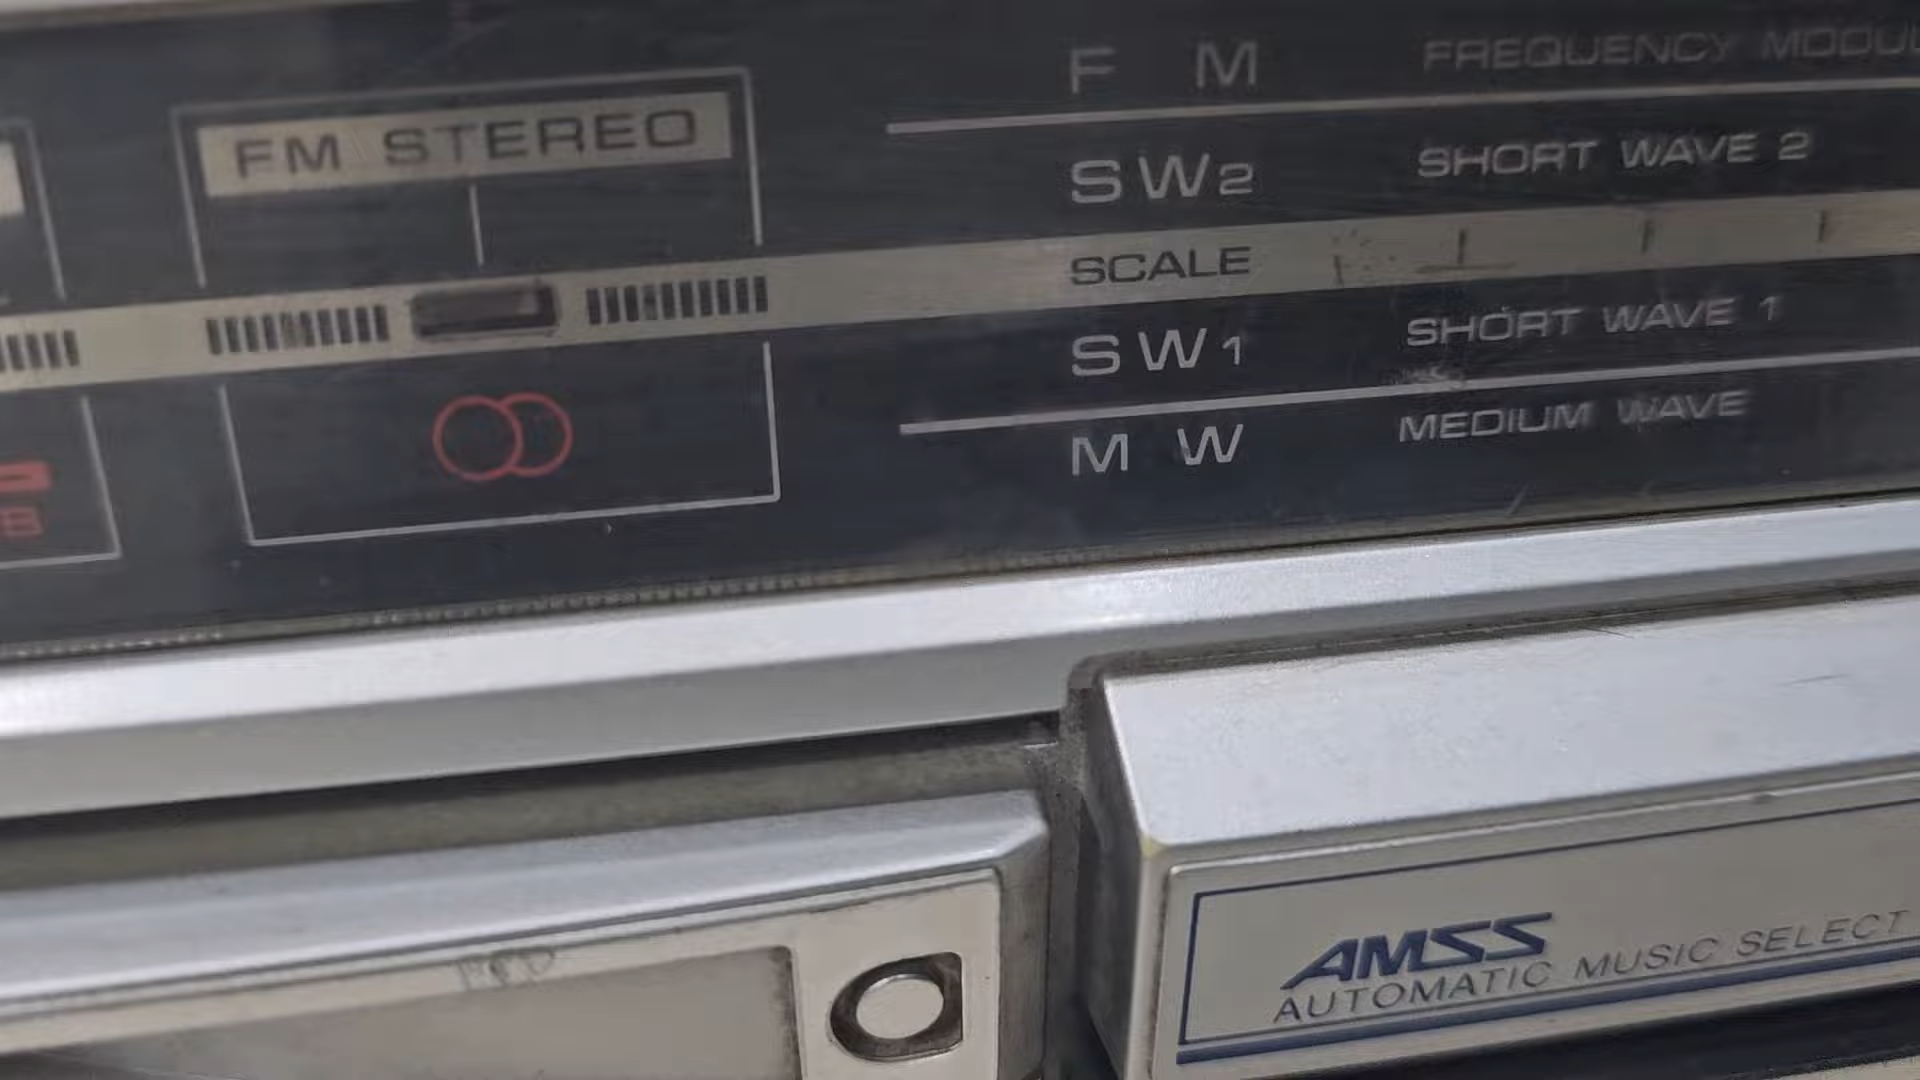 FM STEREO
F M FREQUENCY
SW2 SHORT WAVE 2
SCALE
SW1 SHORT WAVE 1
M W MEDIUM WAVE
AMSS
AUTOMATIC MUSIC SELECT